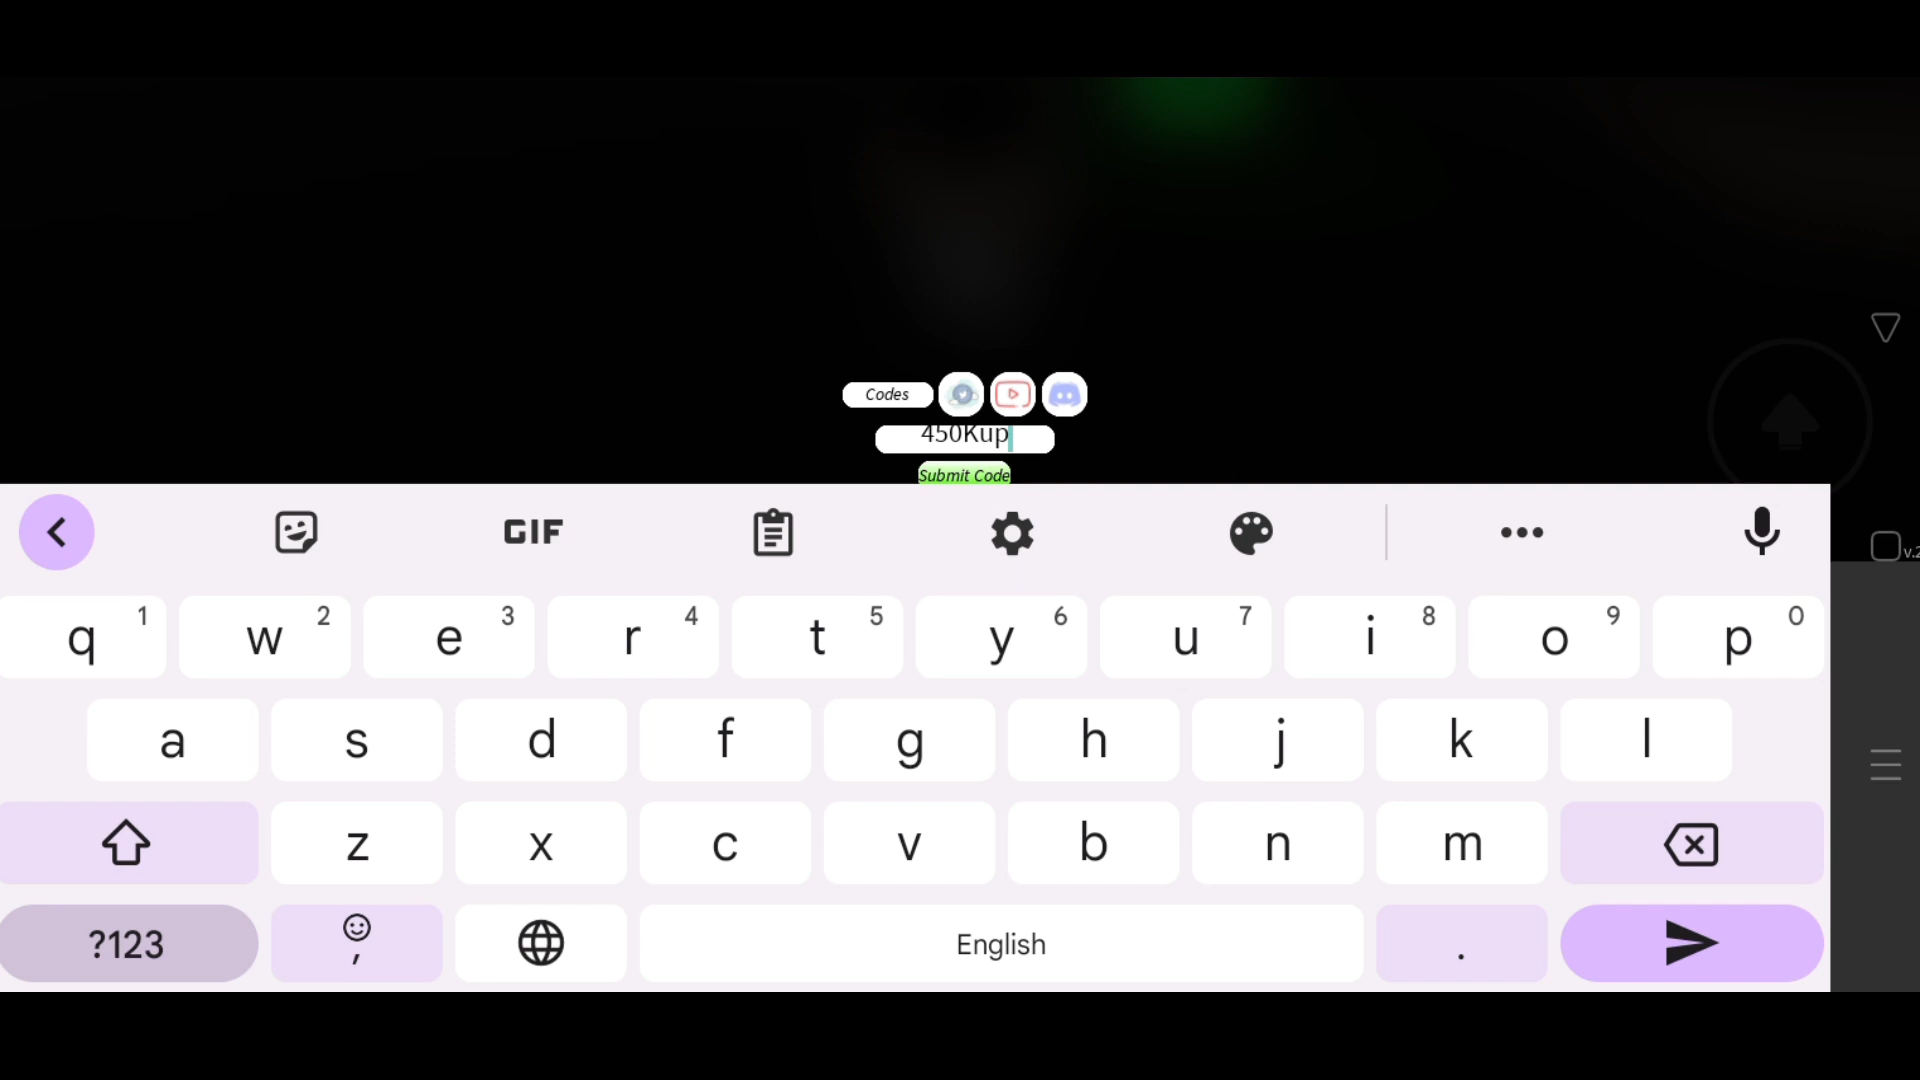 Codes
450Kup
Submit Code
GIF
q 1 w 2 e 3 r 4 t 5 y 6 u 7 i 8 o 9 p 0
a s d f g h j k l
z x c v b n m
?123 , English .